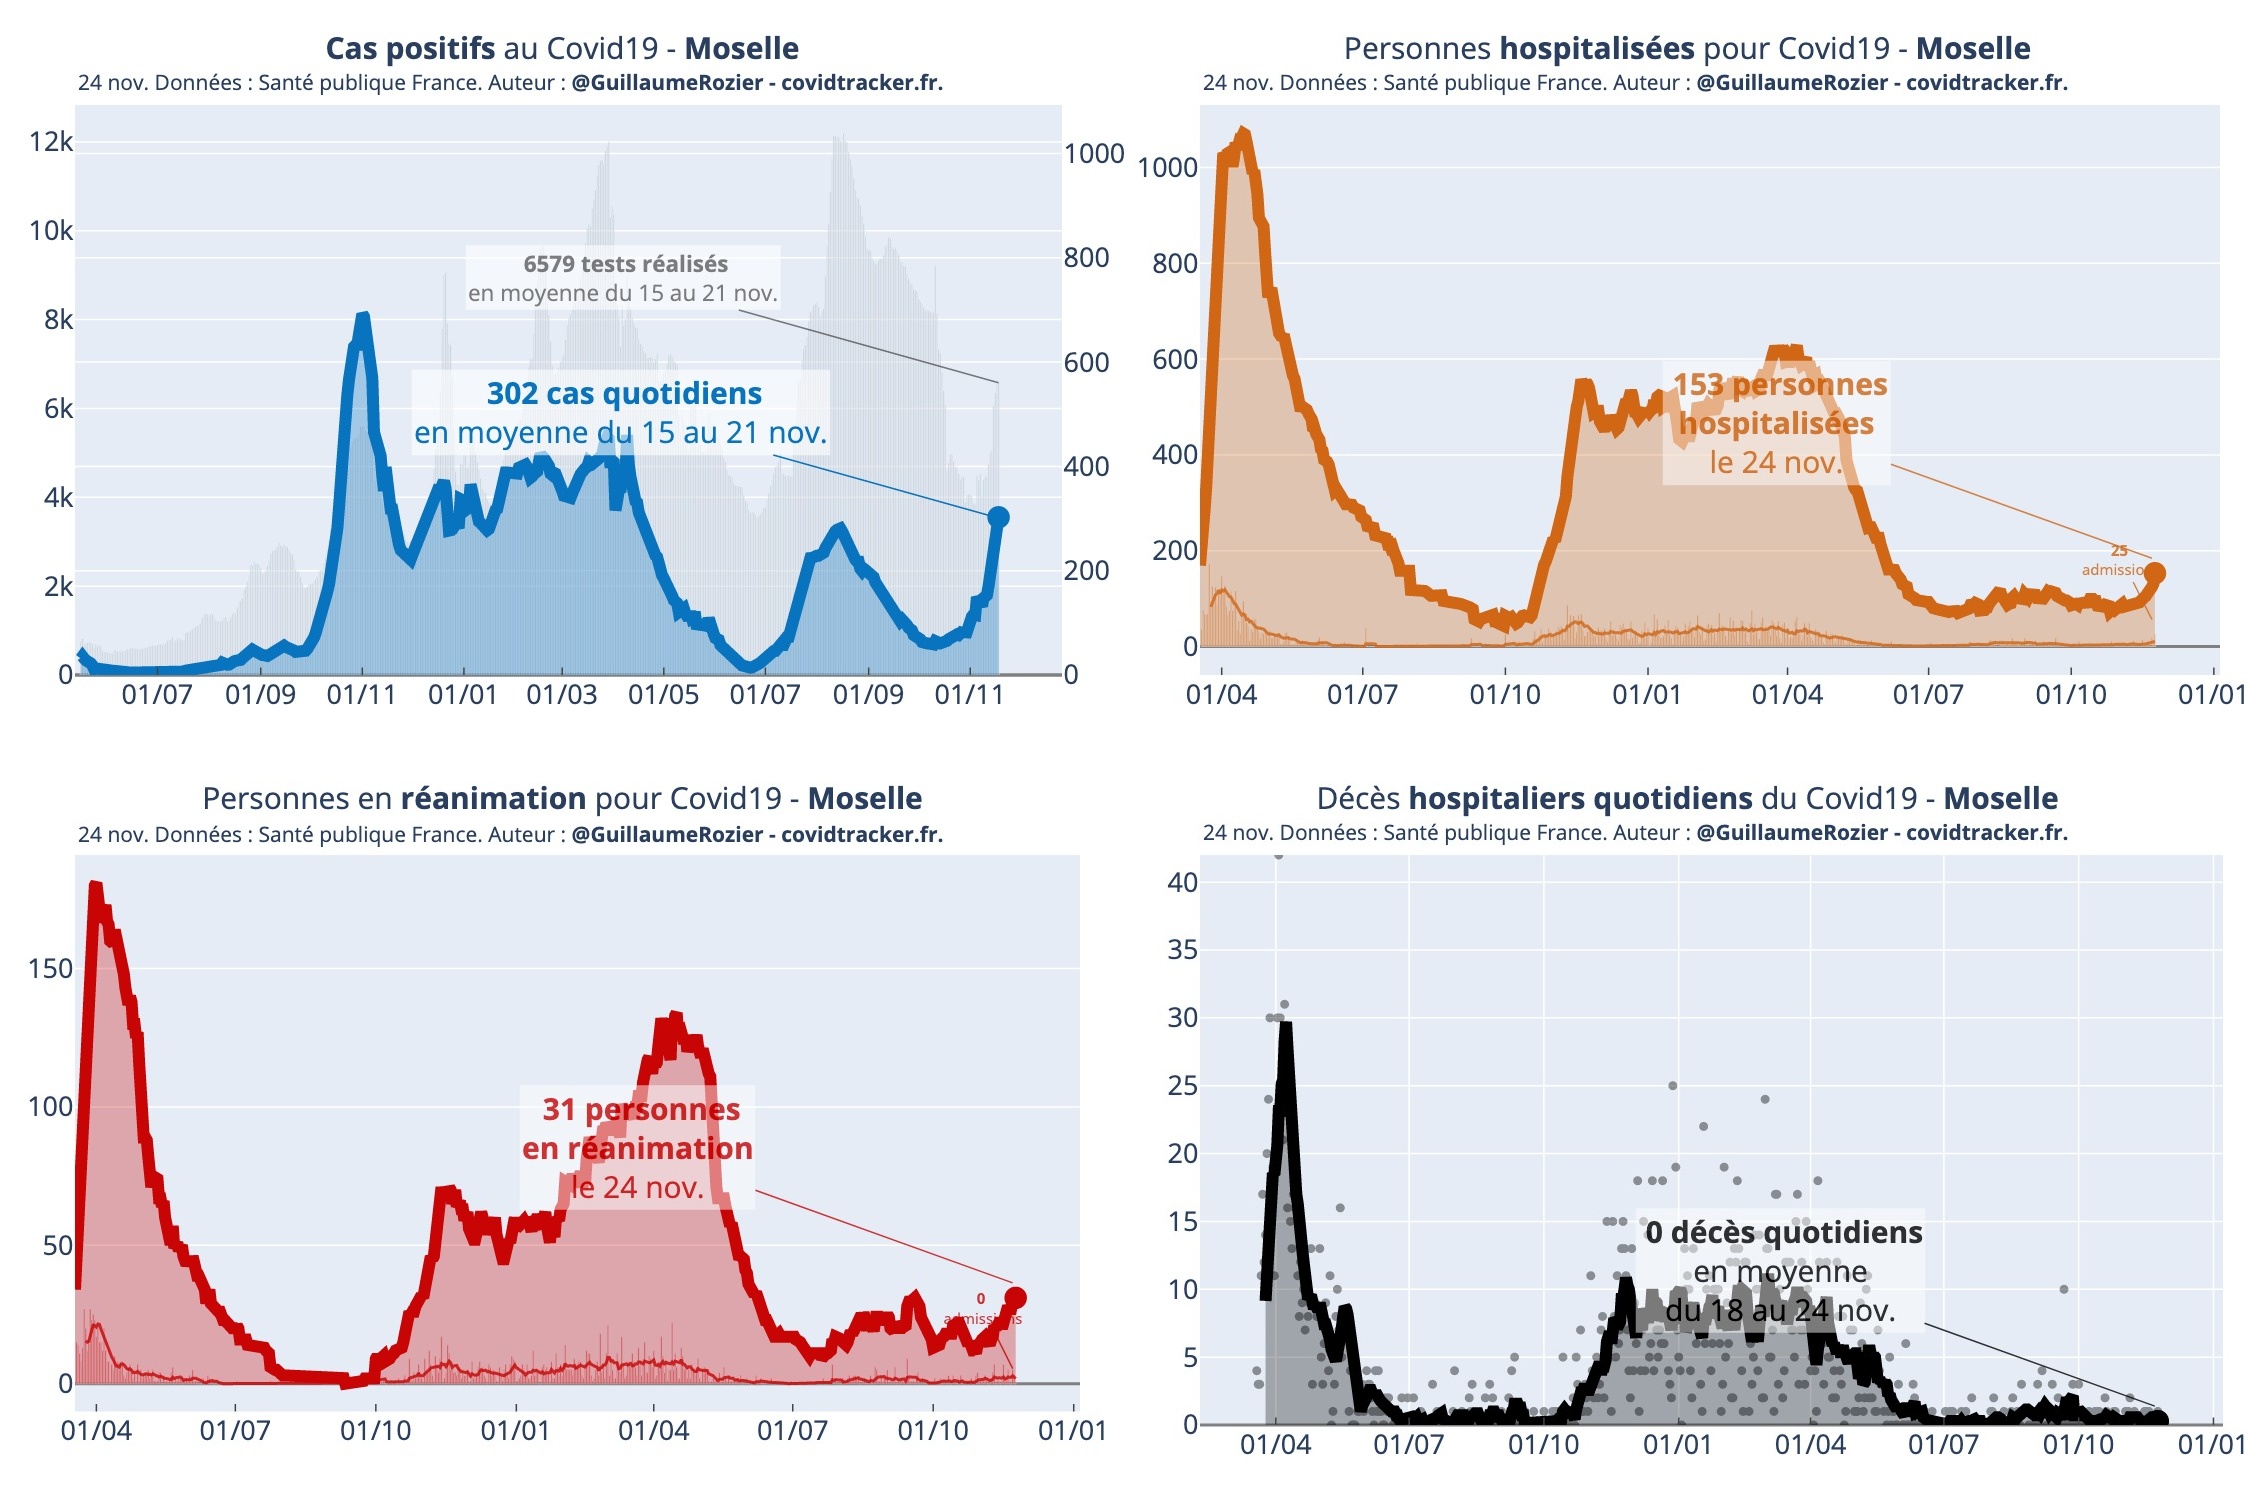 Cas positifs au Covid19 - Moselle
24 nov. Données : Santé publique France. Auteur : @GuillaumeRozier - covidtracker.fr.
12k
10k
8k
6k
4k
2k
0
1000
800
600
400
200
0
6579 tests réalisés
en moyenne du 15 au 21 nov.
302 cas quotidiens
en moyenne du 15 au 21 nov.
01/07 01/09 01/11 01/01 01/03 01/05 01/07 01/09 01/11
Personnes hospitalisées pour Covid19 - Moselle
24 nov. Données : Santé publique France. Auteur : @GuillaumeRozier - covidtracker.fr.
1000
800
600
400
200
0
153 personnes
hospitalisées
le 24 nov.
25
01/04 01/07 01/10 01/01 01/04 01/07 01/10 01/01
Personnes en réanimation pour Covid19 - Moselle
24 nov. Données : Santé publique France. Auteur : @GuillaumeRozier - covidtracker.fr.
150
100
50
0
31 personnes
en réanimation
le 24 nov.
0
admissions
01/04 01/07 01/10 01/01 01/04 01/07 01/10 01/01
Décès hospitaliers quotidiens du Covid19 - Moselle
24 nov. Données : Santé publique France. Auteur : @GuillaumeRozier - covidtracker.fr.
40
35
30
25
20
15
10
5
0
0 décès quotidiens
en moyenne
du 18 au 24 nov.
01/04 01/07 01/10 01/01 01/04 01/07 01/10 01/01